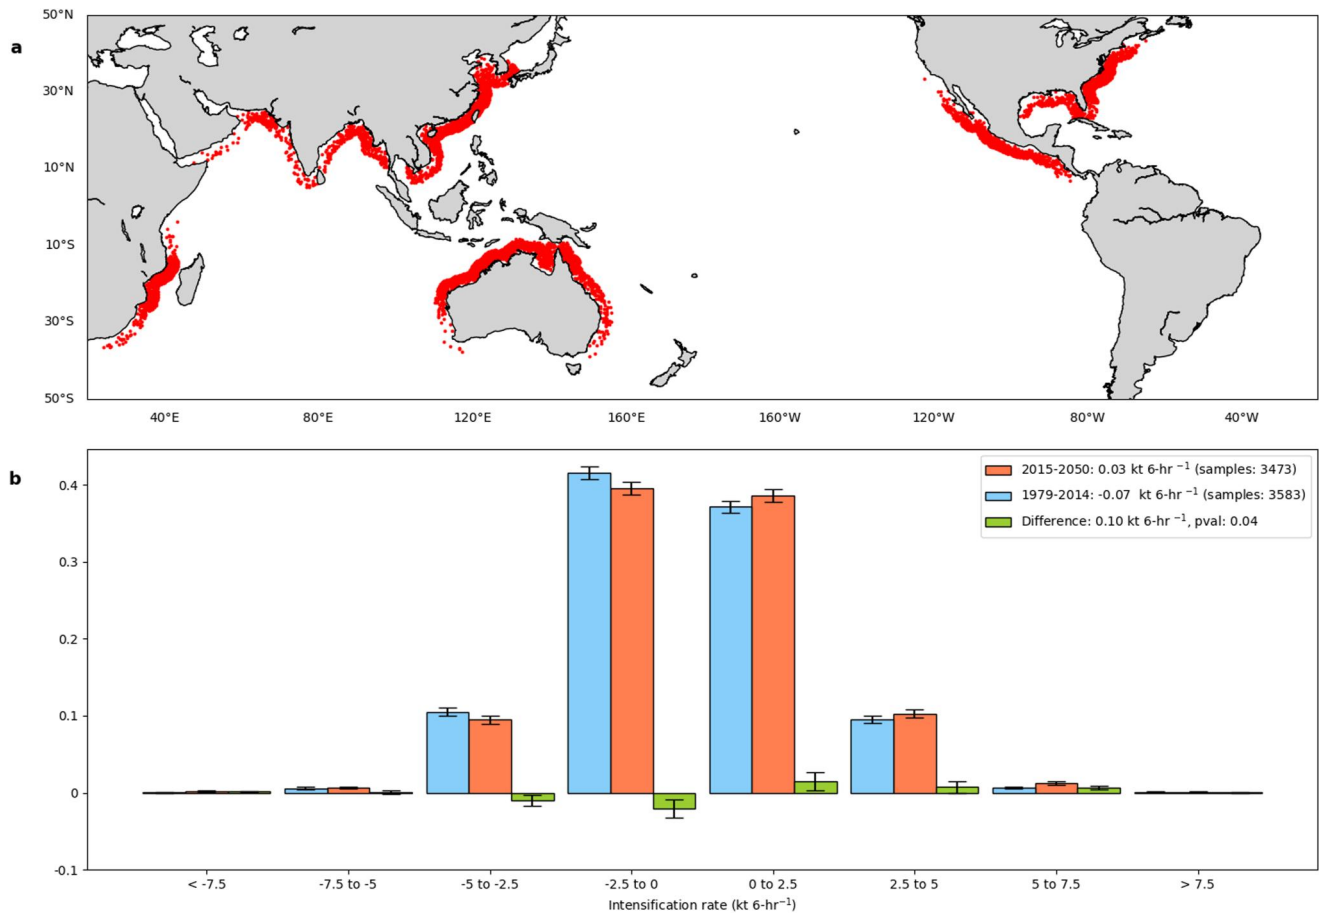 a
50°N
30°N
10°N
10°S
30°S
50°S
40°E 80°E 120°E 160°E 160°W 120°W 80°W 40°W
b
2015-2050: 0.03 kt 6-hr ⁻¹ (samples: 3473)
1979-2014: -0.07 kt 6-hr ⁻¹ (samples: 3583)
Difference: 0.10 kt 6-hr ⁻¹, pval: 0.04
0.4
0.3
0.2
0.1
0
-0.1
< -7.5 -7.5 to -5 -5 to -2.5 -2.5 to 0 0 to 2.5 2.5 to 5 5 to 7.5 > 7.5
Intensification rate (kt 6-hr⁻¹)